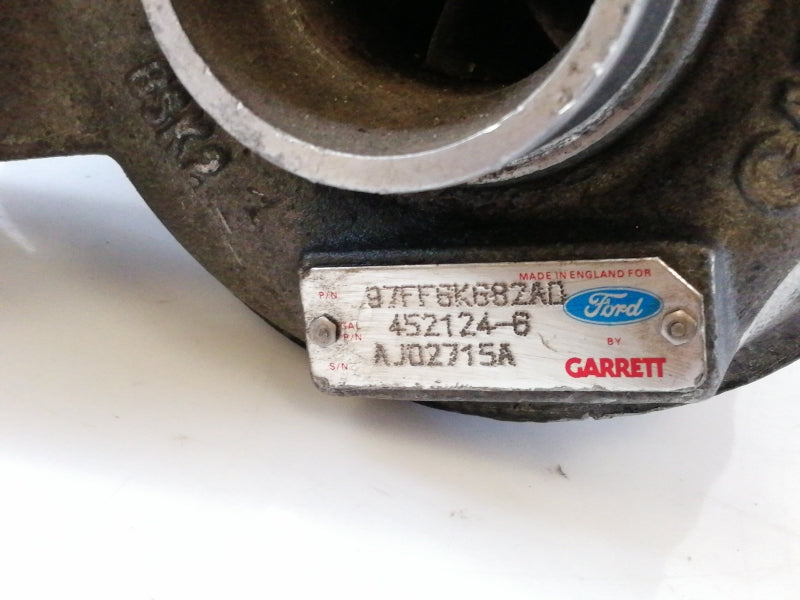 MADE IN ENGLAND FOR
P/N 97FF6K682AD Ford
GAL P/N 452124-6
BY
S/N AJ02715A GARRETT